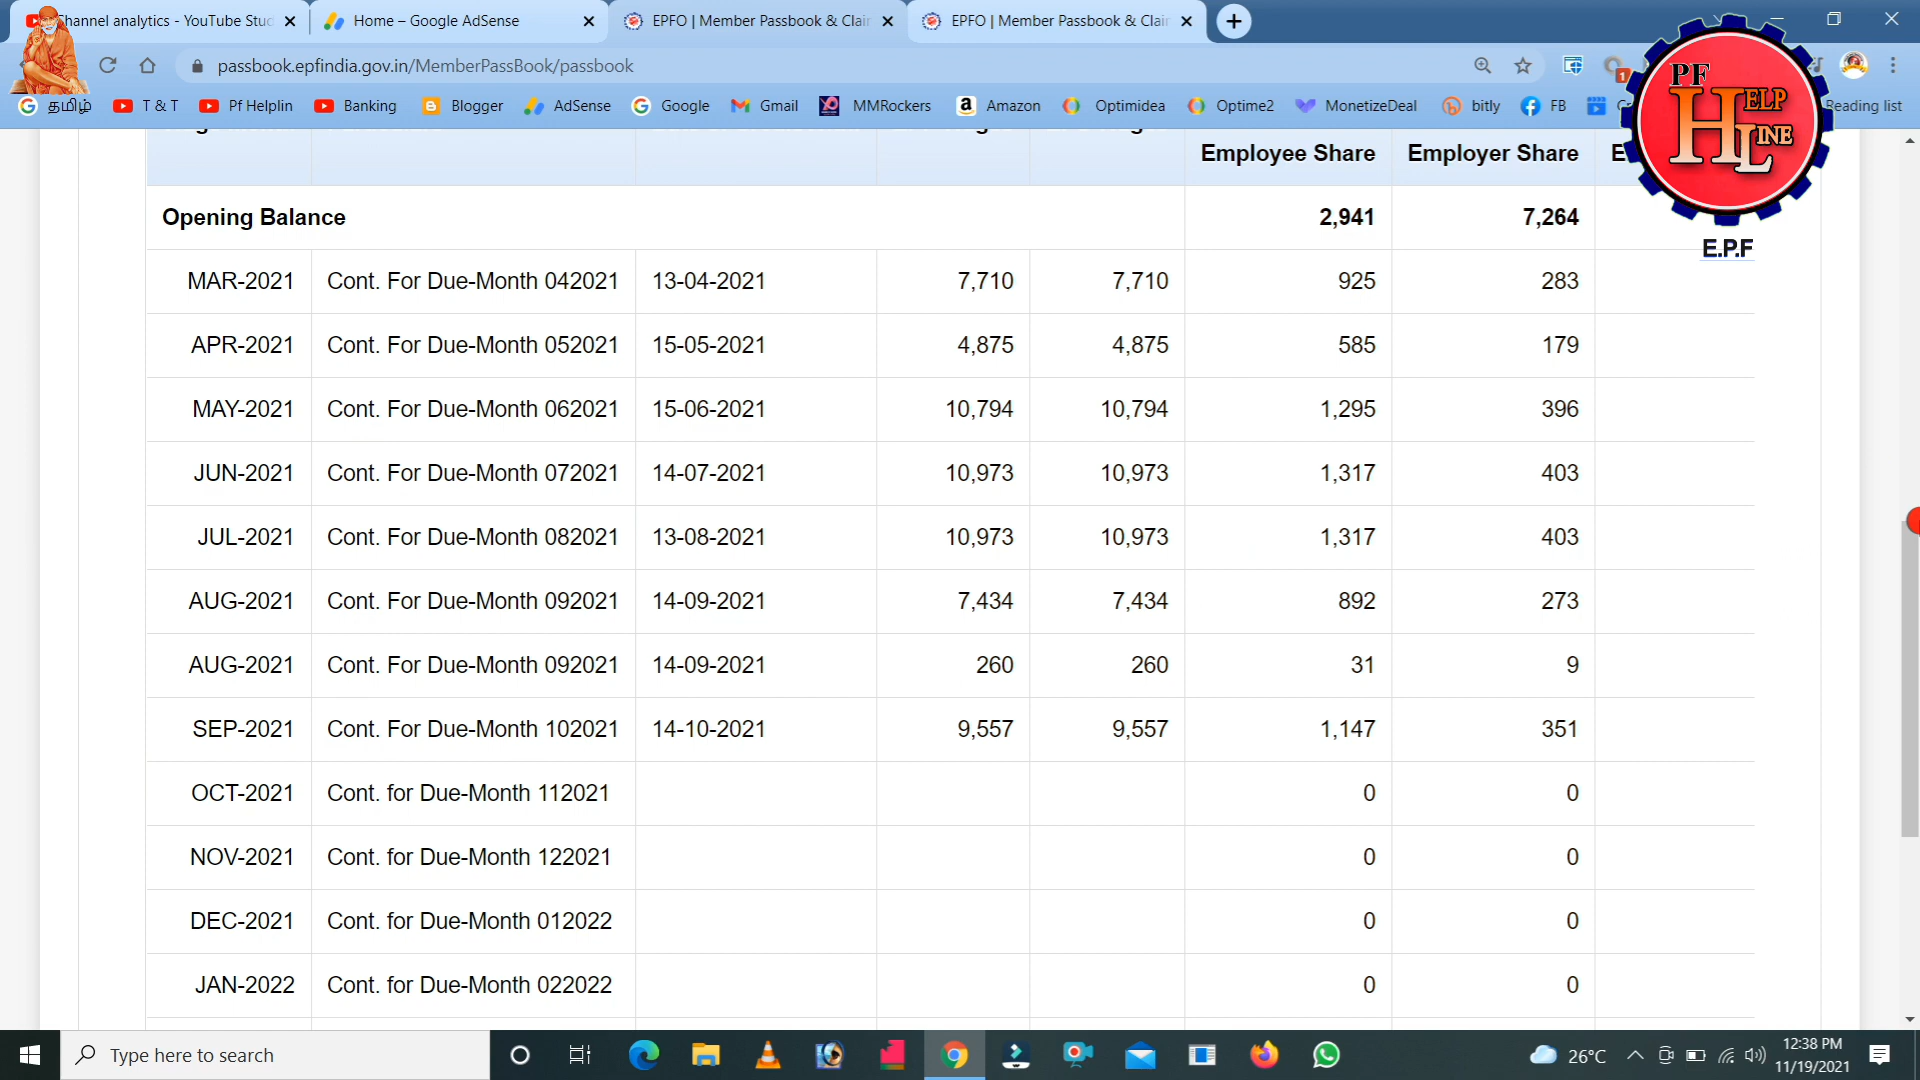 Channel analytics - YouTube Stud
Home – Google AdSense
EPFO | Member Passbook & Clai
EPFO | Member Passbook & Clai
passbook.epfindia.gov.in/MemberPassBook/passbook
1
தமிழ் T & T Pf Helplin Banking Blogger AdSense Google Gmail MMRockers Amazon Optimidea Optime2 MonetizeDeal bitly FB Reading list
PF
HELP
LINE
E.P.F
Employee Share Employer Share E
Opening Balance 2,941 7,264
MAR-2021 Cont. For Due-Month 042021 13-04-2021 7,710 7,710 925 283
APR-2021 Cont. For Due-Month 052021 15-05-2021 4,875 4,875 585 179
MAY-2021 Cont. For Due-Month 062021 15-06-2021 10,794 10,794 1,295 396
JUN-2021 Cont. For Due-Month 072021 14-07-2021 10,973 10,973 1,317 403
JUL-2021 Cont. For Due-Month 082021 13-08-2021 10,973 10,973 1,317 403
AUG-2021 Cont. For Due-Month 092021 14-09-2021 7,434 7,434 892 273
AUG-2021 Cont. For Due-Month 092021 14-09-2021 260 260 31 9
SEP-2021 Cont. For Due-Month 102021 14-10-2021 9,557 9,557 1,147 351
OCT-2021 Cont. for Due-Month 112021 0 0
NOV-2021 Cont. for Due-Month 122021 0 0
DEC-2021 Cont. for Due-Month 012022 0 0
JAN-2022 Cont. for Due-Month 022022 0 0
Type here to search
26°C
12:38 PM
11/19/2021